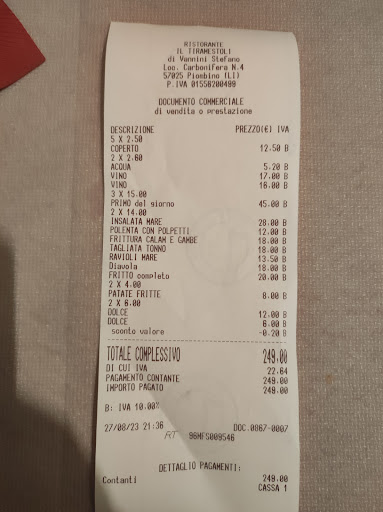 RISTORANTE
IL TIRAMESTOLI
di Vannini Stefano
Loc. Carbonifera N.4
57025 Piombino (LI)
P.IVA 01558200499
DOCUMENTO COMMERCIALE
di vendita o prestazione
DESCRIZIONE PREZZO(€) IVA
5 X 2.50
COPERTO 12.50 B
2 X 2.60
ACQUA 5.20 B
VINO 17.00 B
VINO 16.00 B
3 X 15.00
PRIMO del giorno 45.00 B
2 X 14.00
INSALATA MARE 28.00 B
POLENTA CON POLPETTI 12.00 B
FRITTURA CALAM E GAMBE 18.00 B
TAGLIATA TONNO 18.00 B
RAVIOLI MARE 13.50 B
Diavola 18.00 B
FRITTO completo 20.00 B
2 X 4.00
PATATE FRITTE 8.00 B
2 X 6.00
DOLCE 12.00 B
DOLCE 6.00 B
sconto valore -0.20 B
TOTALE COMPLESSIVO 249.00
DI CUI IVA 22.64
PAGAMENTO CONTANTE 249.00
IMPORTO PAGATO 249.00
B: IVA 10.00%
27/08/23 21:36 DOC.0867-0007
RT 96MFS009546
DETTAGLIO PAGAMENTI:
Contanti 249.00
CASSA 1